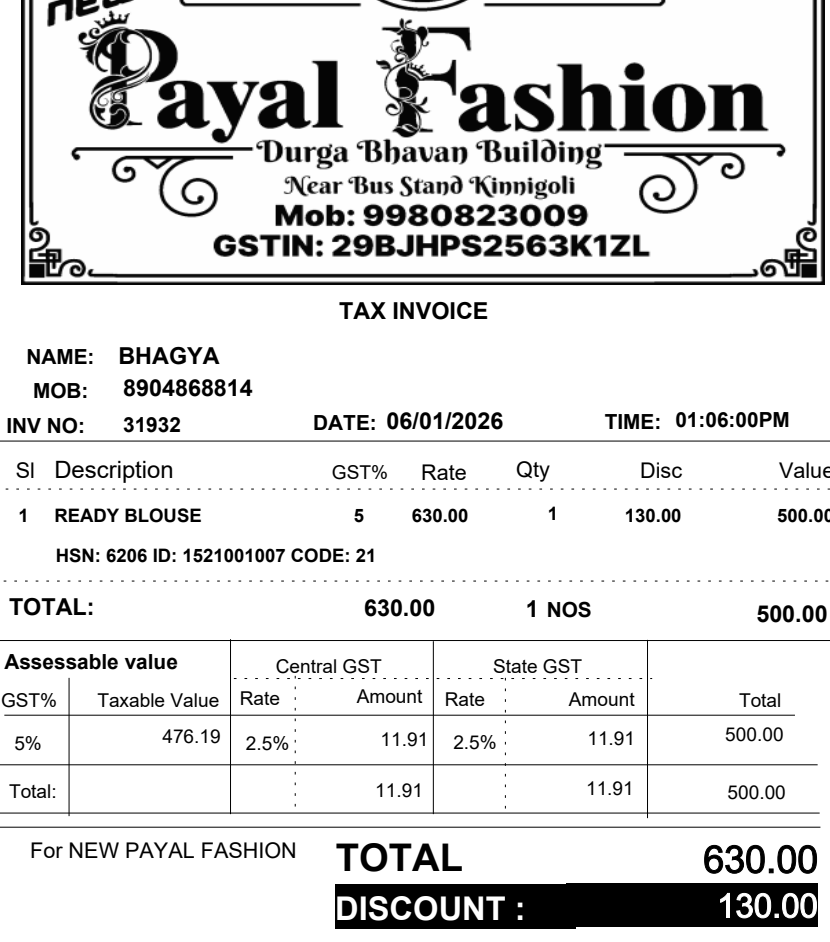 new
Payal Fashion
Durga Bhavan Building
Near Bus Stand Kinnigoli
Mob: 9980823009
GSTIN: 29BJHPS2563K1ZL
TAX INVOICE
NAME: BHAGYA
MOB: 8904868814
INV NO: 31932 DATE: 06/01/2026 TIME: 01:06:00PM
Sl Description GST% Rate Qty Disc Value
1 READY BLOUSE 5 630.00 1 130.00 500.00
HSN: 6206 ID: 1521001007 CODE: 21
TOTAL: 630.00 1 NOS 500.00
Assessable value Central GST State GST
GST% Taxable Value Rate Amount Rate Amount Total
5% 476.19 2.5% 11.91 2.5% 11.91 500.00
Total: 11.91 11.91 500.00
For NEW PAYAL FASHION TOTAL 630.00
DISCOUNT : 130.00